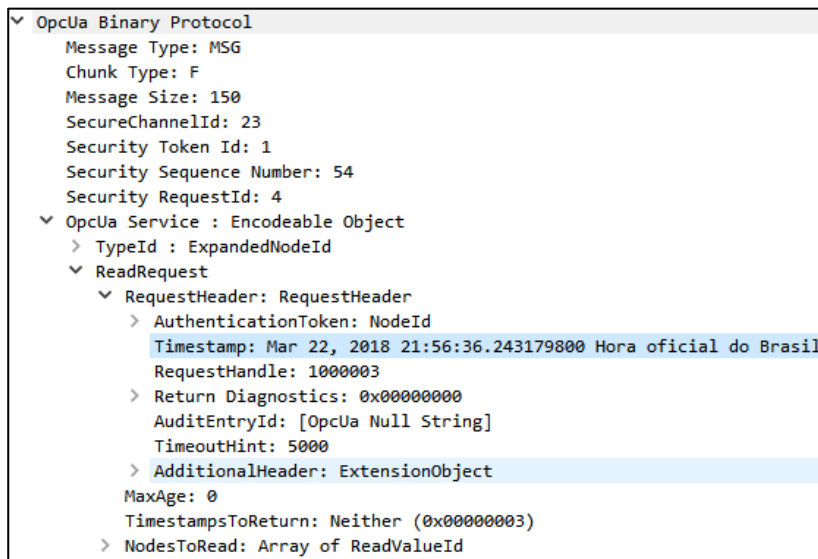 OpcUa Binary Protocol
Message Type: MSG
Chunk Type: F
Message Size: 150
SecureChannelId: 23
Security Token Id: 1
Security Sequence Number: 54
Security RequestId: 4
OpcUa Service : Encodeable Object
TypeId : ExpandedNodeId
ReadRequest
RequestHeader: RequestHeader
AuthenticationToken: NodeId
Timestamp: Mar 22, 2018 21:56:36.243179800 Hora oficial do Brasil
RequestHandle: 1000003
Return Diagnostics: 0x00000000
AuditEntryId: [OpcUa Null String]
TimeoutHint: 5000
AdditionalHeader: ExtensionObject
MaxAge: 0
TimestampsToReturn: Neither (0x00000003)
NodesToRead: Array of ReadValueId